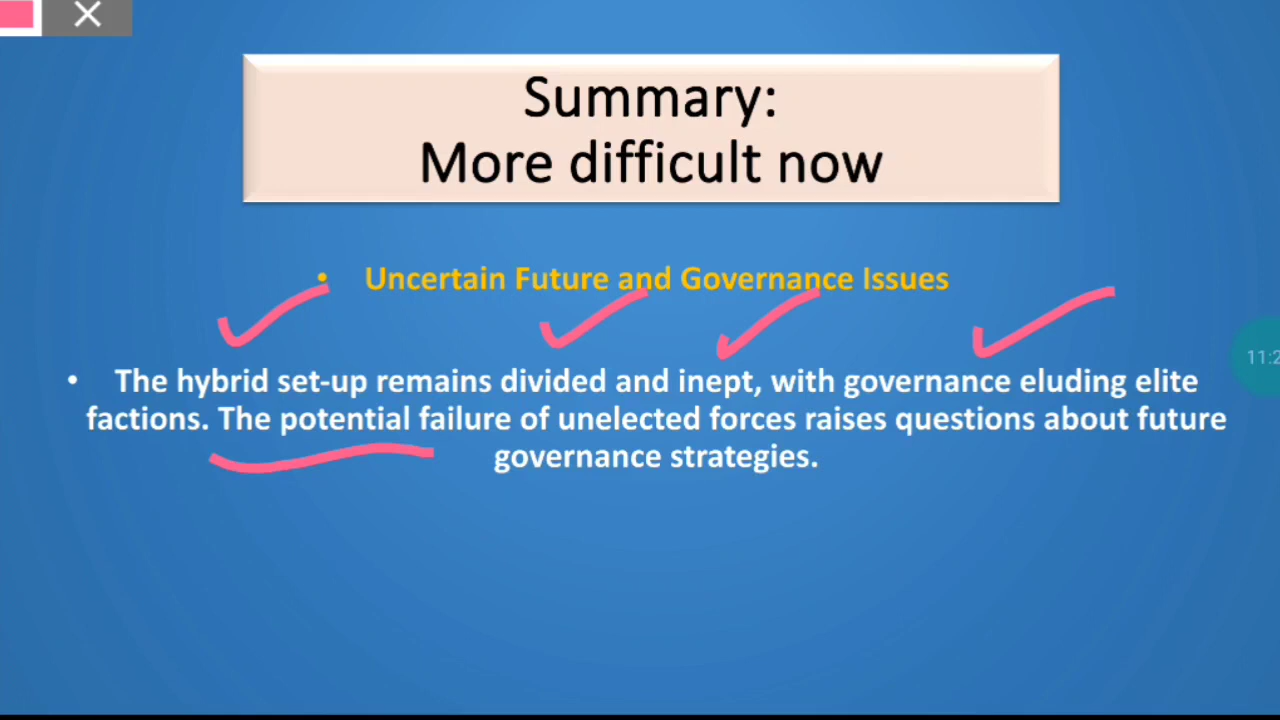 Summary:
More difficult now
• Uncertain Future and Governance Issues
• The hybrid set-up remains divided and inept, with governance eluding elite
factions. The potential failure of unelected forces raises questions about future
governance strategies.